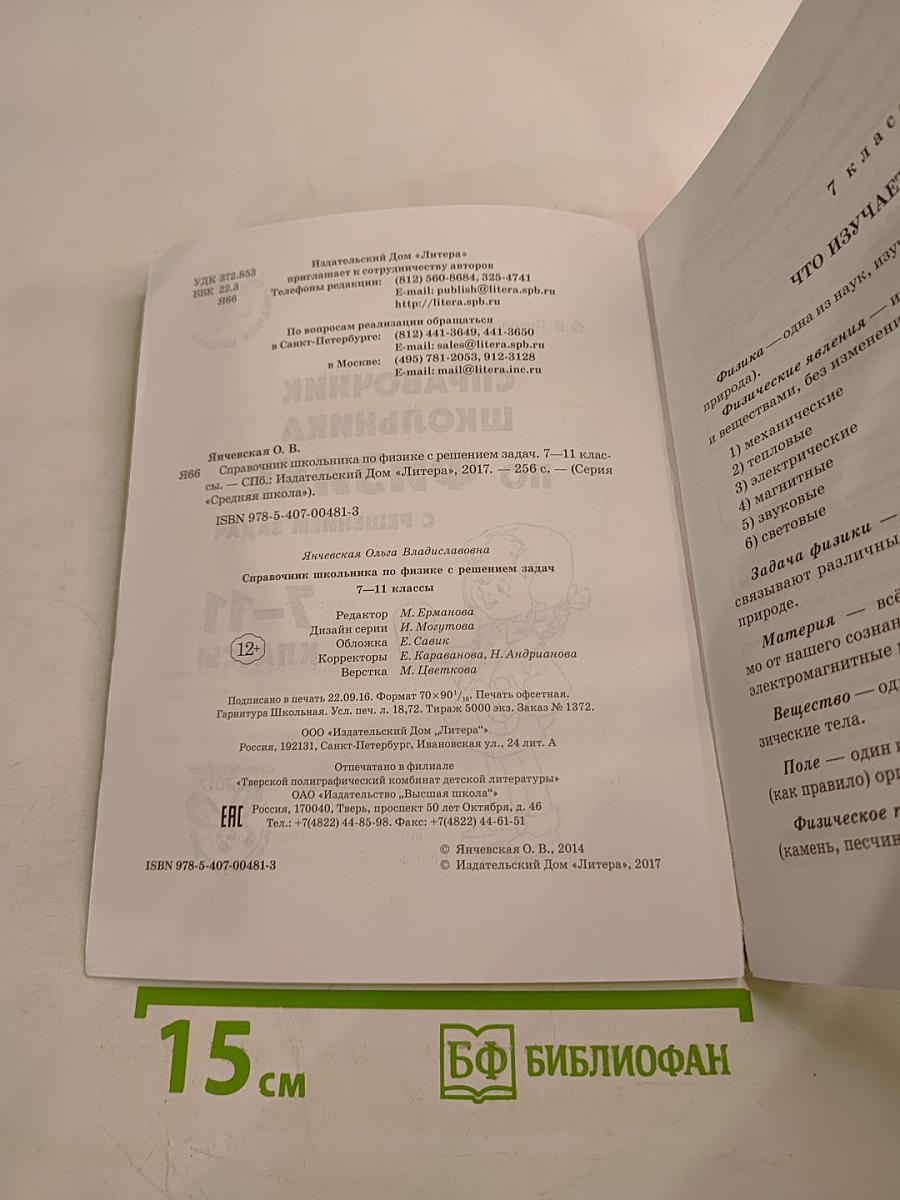 УДК 372.853
ББК 22.3
Я66
Издательский Дом «Литера»
приглашает к сотрудничеству авторов
Телефоны редакции: (812) 560-8684, 325-4741
E-mail: publish@litera.spb.ru
http://litera.spb.ru
По вопросам реализации обращаться
в Санкт-Петербурге: (812) 441-3649, 441-3650
E-mail: sales@litera.spb.ru
в Москве: (495) 781-2053, 912-3128
E-mail: mail@litera.inc.ru
Янчевская О. В.
Я66 Справочник школьника по физике с решением задач. 7—11 клас-
сы. — СПб.: Издательский Дом «Литера», 2017. — 256 с. — (Серия
«Средняя школа»).
ISBN 978-5-407-00481-3
Янчевская Ольга Владиславовна
Справочник школьника по физике с решением задач
7—11 классы
Редактор М. Ерманова
Дизайн серии И. Могутова
12+
Обложка Е. Савик
Корректоры Е. Караванова, Н. Андрианова
Верстка М. Цветкова
Подписано в печать 22.09.16. Формат 70×90¹/₁₆. Печать офсетная.
Гарнитура Школьная. Усл. печ. л. 18,72. Тираж 5000 экз. Заказ № 1372.
ООО «Издательский Дом „Литера“»
Россия, 192131, Санкт-Петербург, Ивановская ул., 24 лит. А
Отпечатано в филиале
«Тверской полиграфический комбинат детской литературы»
ОАО «Издательство „Высшая школа“»
EAC Россия, 170040, Тверь, проспект 50 лет Октября, д. 46
Тел.: +7(4822) 44-85-98. Факс: +7(4822) 44-61-51
© Янчевская О. В., 2014
ISBN 978-5-407-00481-3 © Издательский Дом «Литера», 2017
7 клас
ЧТО ИЗУЧАЕТ
Физика — одна из наук, изу
природа).
Физические явления — и
и веществами, без изменени
1) механические
2) тепловые
3) электрические
4) магнитные
5) звуковые
6) световые
Задача физики —
связывают различны
природе.
Материя — всё
мо от нашего сознан
электромагнитные
Вещество — од
зические тела.
Поле — один
(как правило) орг
Физическое
(камень, песчин
15 см
БФ БИБЛИОФАН